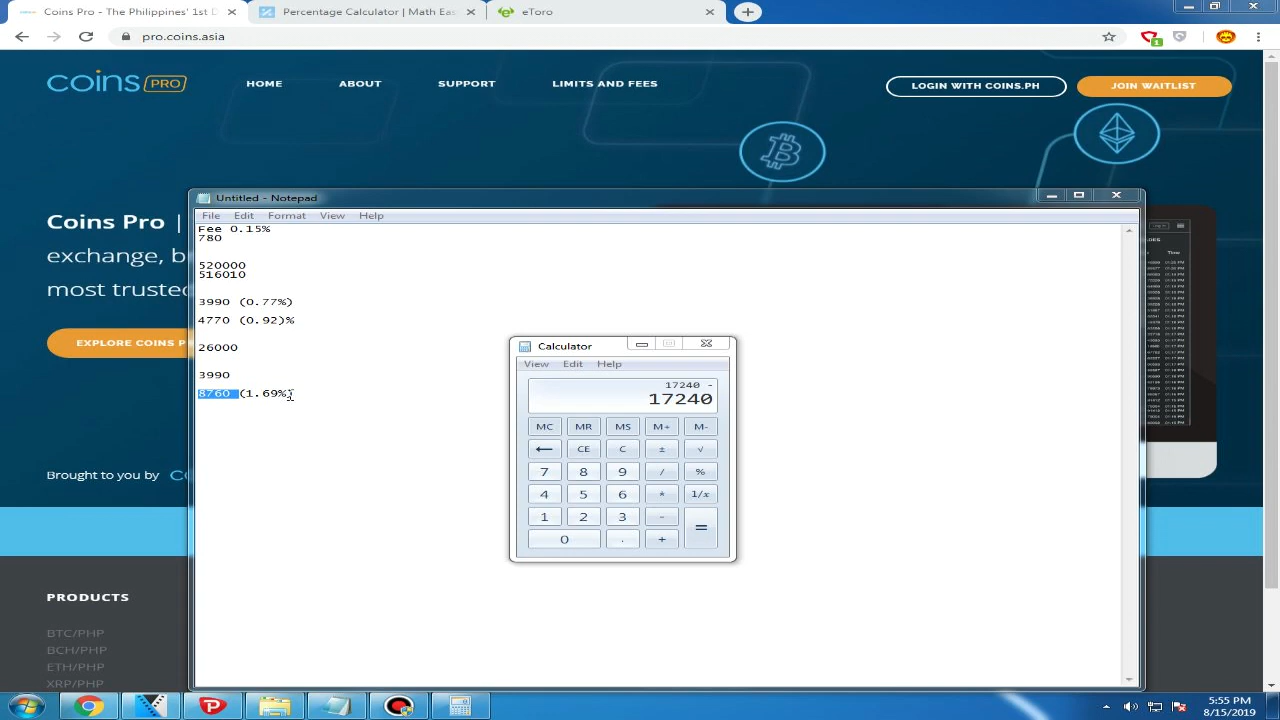 Coins Pro - The Philippines' 1st D
Percentage Calculator | Math Eas
eToro
pro.coins.asia
1
coins PRO
HOME
ABOUT
SUPPORT
LIMITS AND FEES
LOGIN WITH COINS.PH
JOIN WAITLIST
Coins Pro |
exchange, b
most trusted
EXPLORE COINS P
Brought to you by
Untitled - Notepad
File Edit Format View Help
Fee 0.15%
780
520000
516010
3990 (0.77%)
4770 (0.92%)
26000
3990
8760 (1.69%
View Edit Help
17240
17240
MR M+
CE C ± √
7 8 9 / %
4 5 6 * 1/x
1 2 3 - =
0 . +
Time
PRODUCTS
BTC/PHP
BCH/PHP
ETH/PHP
XRP/PHP
5:55 PM
8/15/2019